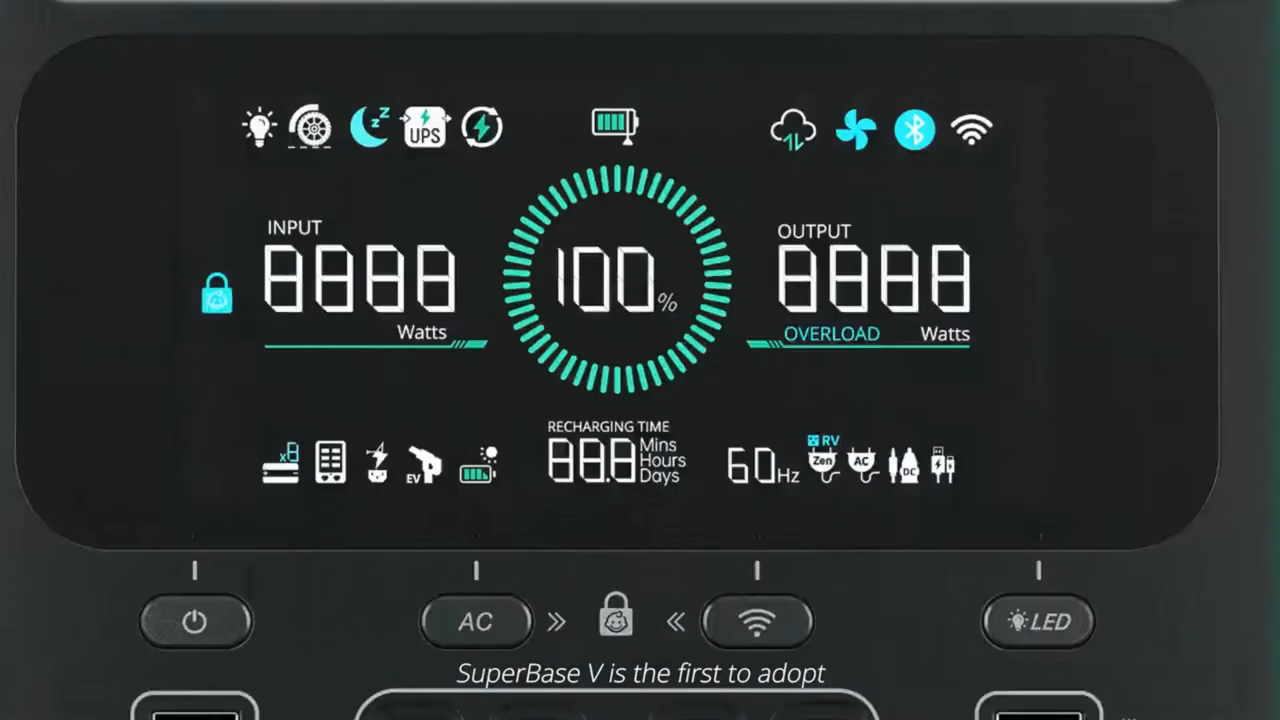 z z
UPS
INPUT
8888
Watts
100%
OUTPUT
8888
OVERLOAD Watts
x8
EV
RECHARGING TIME
88.8
Mins
Hours
Days
60Hz
RV
Zen
AC
DC
AC
LED
SuperBase V is the first to adopt